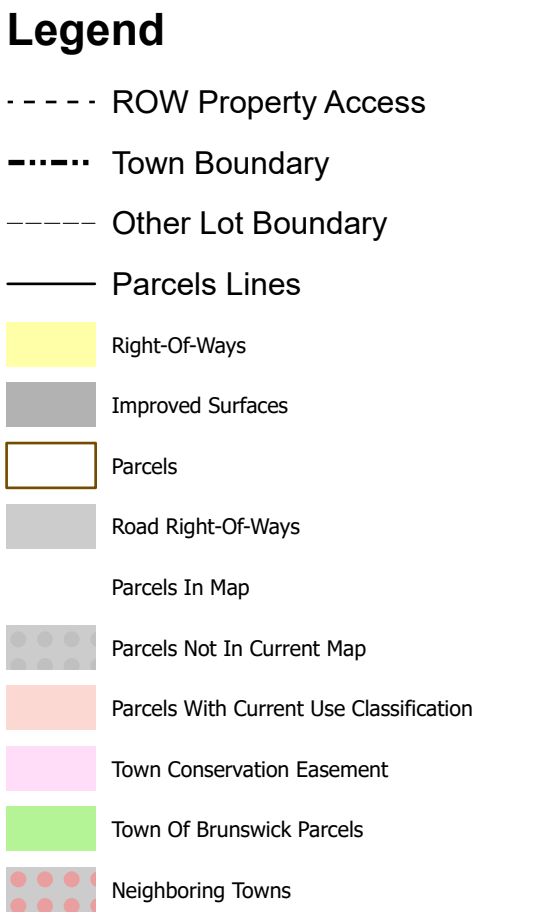 Legend
ROW Property Access
Town Boundary
Other Lot Boundary
Parcels Lines
Right-Of-Ways
Improved Surfaces
Parcels
Road Right-Of-Ways
Parcels In Map
Parcels Not In Current Map
Parcels With Current Use Classification
Town Conservation Easement
Town Of Brunswick Parcels
Neighboring Towns